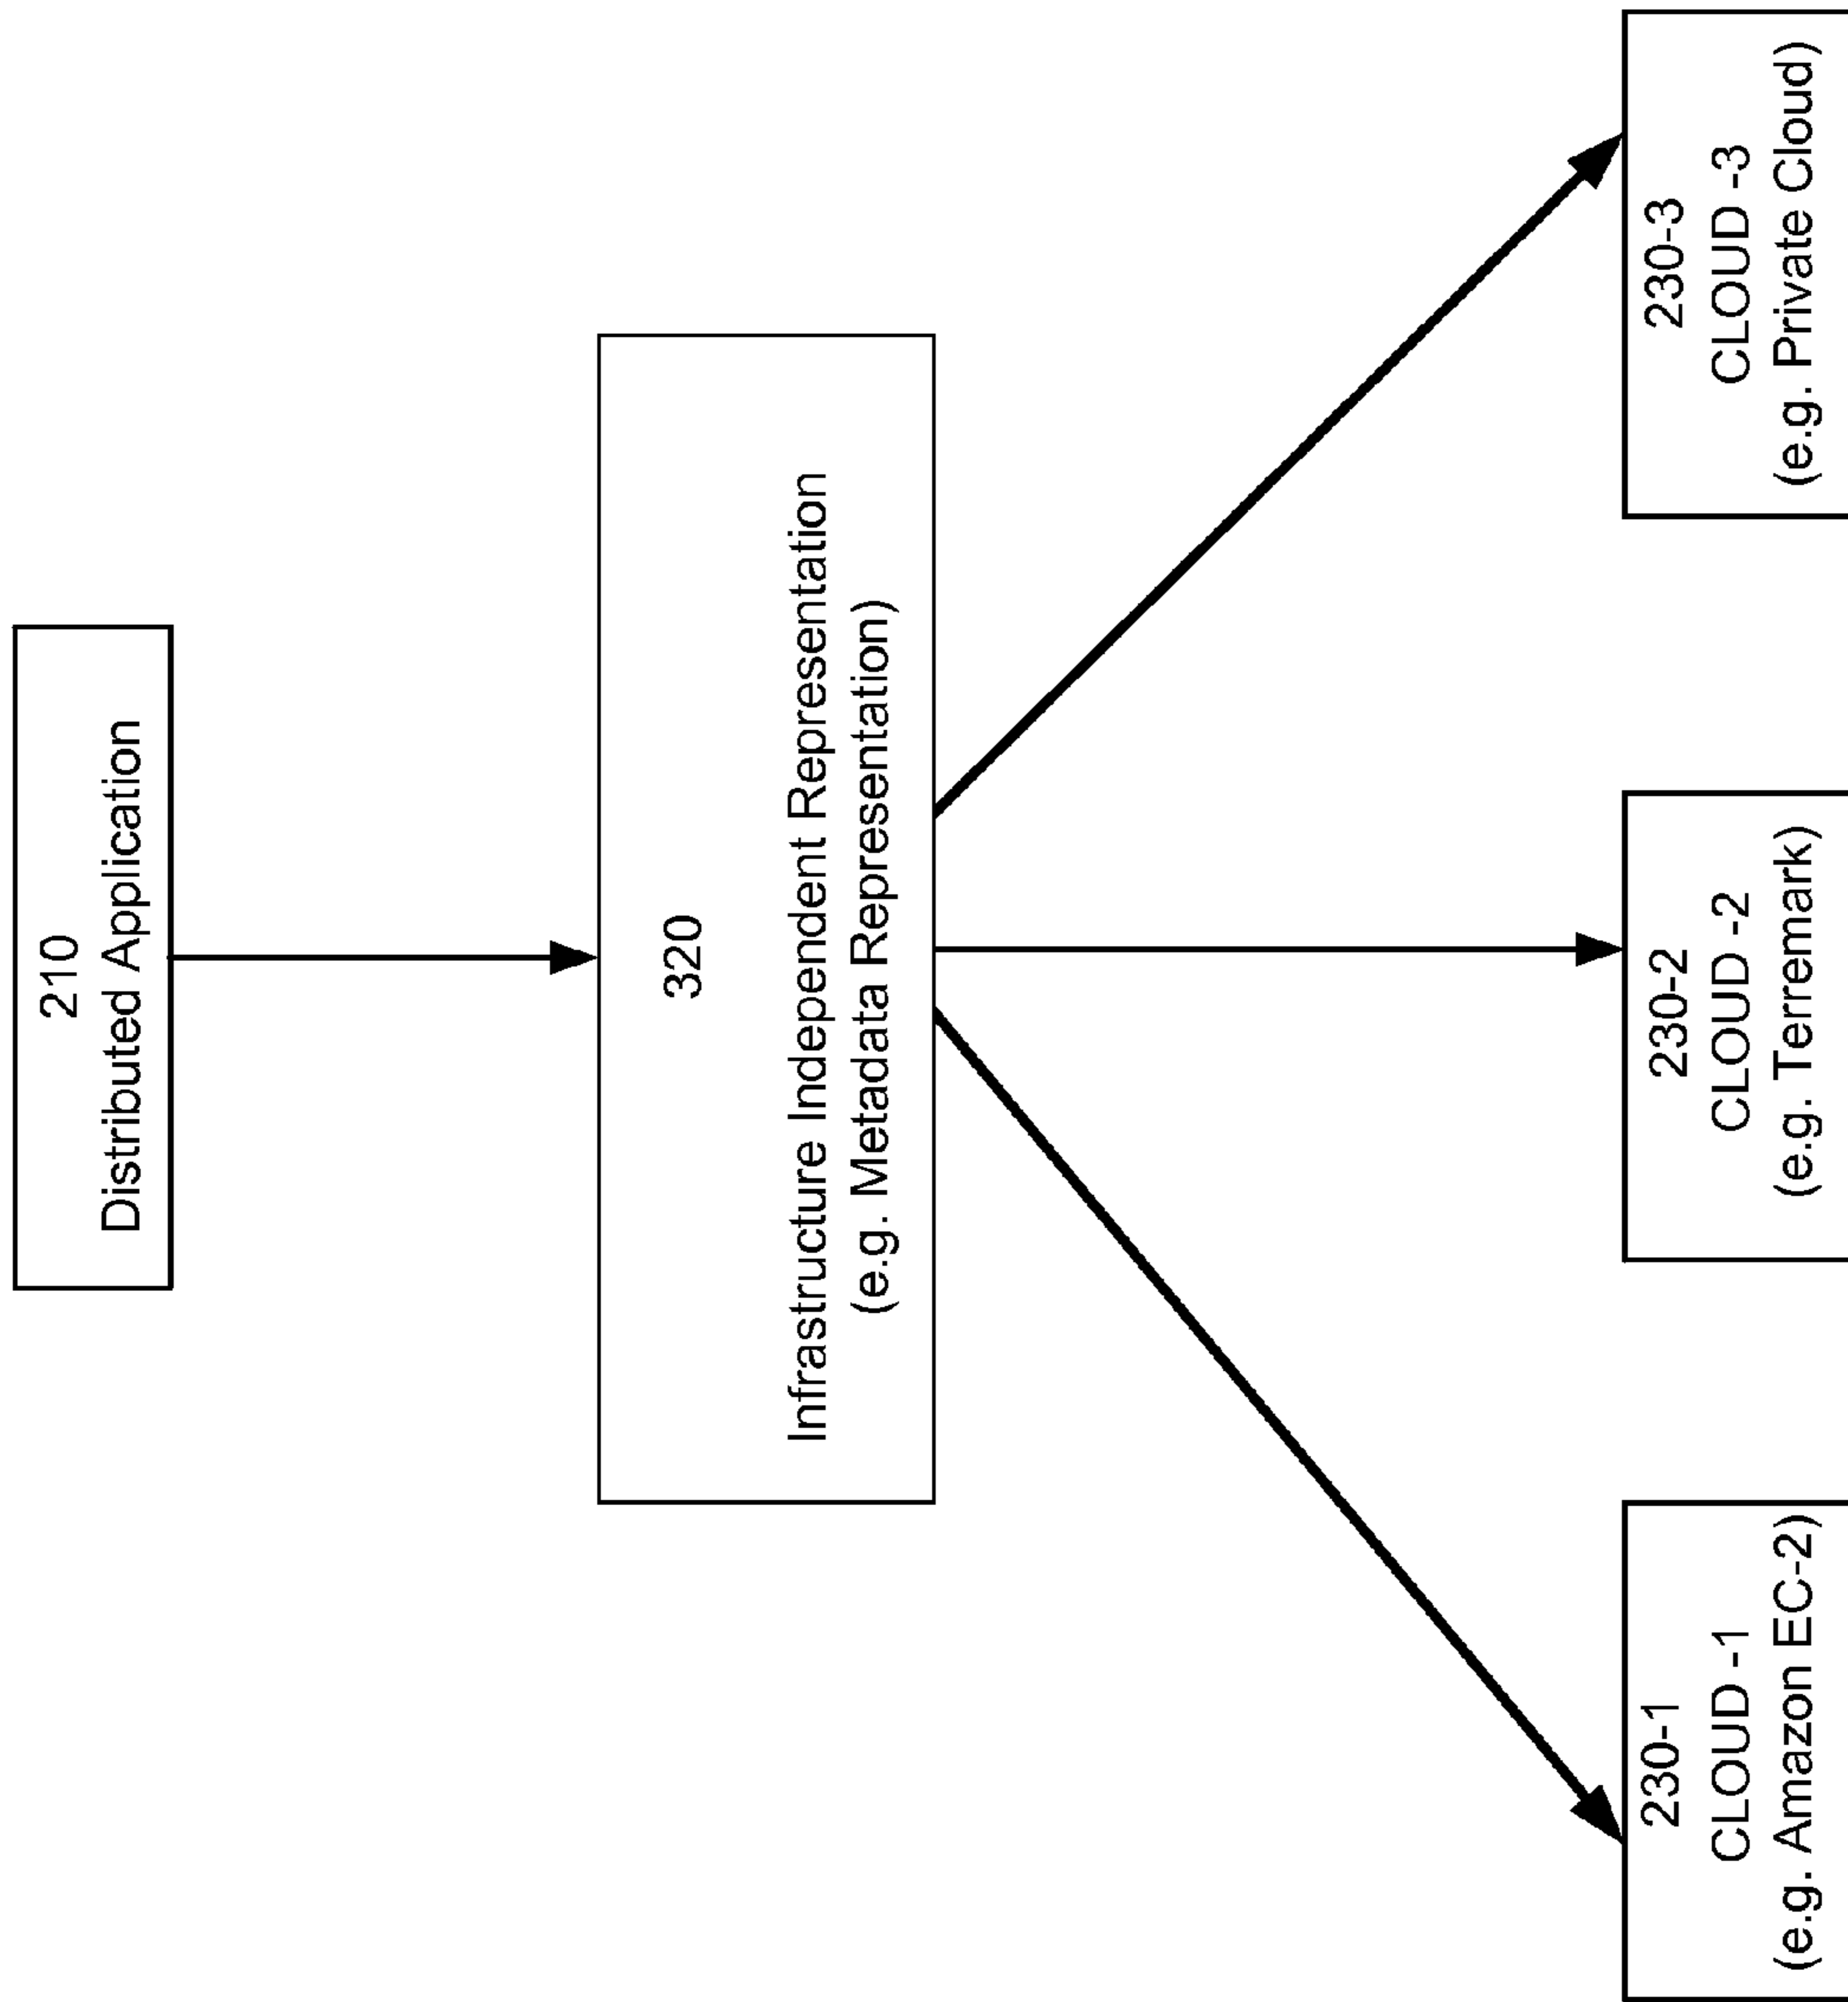 210
Distributed Application
320
Infrastructure Independent Representation
(e.g. Metadata Representation)
230-1
CLOUD -1
(e.g. Amazon EC-2)
230-2
CLOUD -2
(e.g. Terremark)
230-3
CLOUD -3
(e.g. Private Cloud)